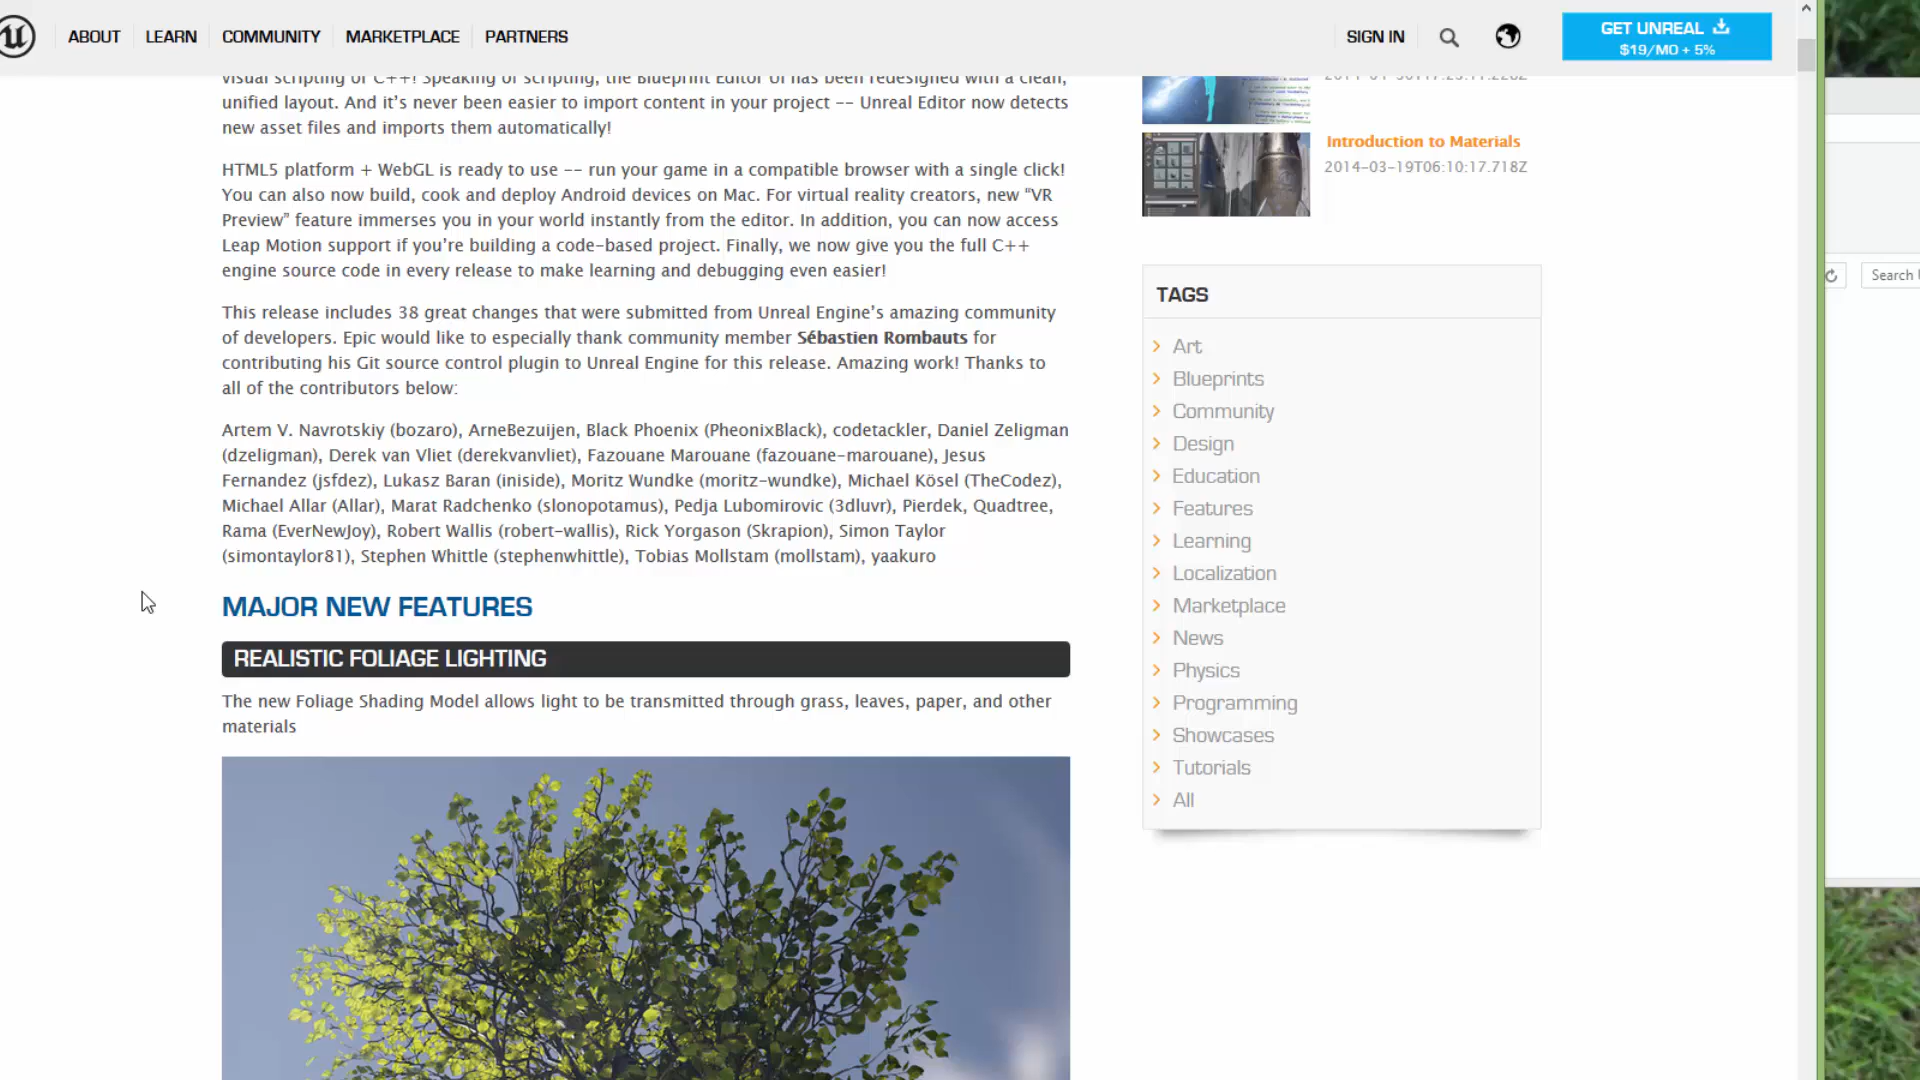 ABOUT LEARN COMMUNITY MARKETPLACE PARTNERS SIGN IN GET UNREAL
$19/MO + 5%
visual scripting or C++! Speaking of scripting, the Blueprint Editor UI has been redesigned with a clean,
unified layout. And it’s never been easier to import content in your project -- Unreal Editor now detects
new asset files and imports them automatically!
HTML5 platform + WebGL is ready to use -- run your game in a compatible browser with a single click!
You can also now build, cook and deploy Android devices on Mac. For virtual reality creators, new “VR
Preview” feature immerses you in your world instantly from the editor. In addition, you can now access
Leap Motion support if you’re building a code-based project. Finally, we now give you the full C++
engine source code in every release to make learning and debugging even easier!
This release includes 38 great changes that were submitted from Unreal Engine’s amazing community
of developers. Epic would like to especially thank community member Sébastien Rombauts for
contributing his Git source control plugin to Unreal Engine for this release. Amazing work! Thanks to
all of the contributors below:
Artem V. Navrotskiy (bozaro), ArneBezuijen, Black Phoenix (PheonixBlack), codetackler, Daniel Zeligman
(dzeligman), Derek van Vliet (derekvanvliet), Fazouane Marouane (fazouane-marouane), Jesus
Fernandez (jsfdez), Lukasz Baran (iniside), Moritz Wundke (moritz-wundke), Michael Kösel (TheCodez),
Michael Allar (Allar), Marat Radchenko (slonopotamus), Pedja Lubomirovic (3dluvr), Pierdek, Quadtree,
Rama (EverNewJoy), Robert Wallis (robert-wallis), Rick Yorgason (Skrapion), Simon Taylor
(simontaylor81), Stephen Whittle (stephenwhittle), Tobias Mollstam (mollstam), yaakuro
MAJOR NEW FEATURES
REALISTIC FOLIAGE LIGHTING
The new Foliage Shading Model allows light to be transmitted through grass, leaves, paper, and other
materials
Introduction to Materials
2014-03-19T06:10:17.718Z
TAGS
Art
Blueprints
Community
Design
Education
Features
Learning
Localization
Marketplace
News
Physics
Programming
Showcases
Tutorials
All
Search